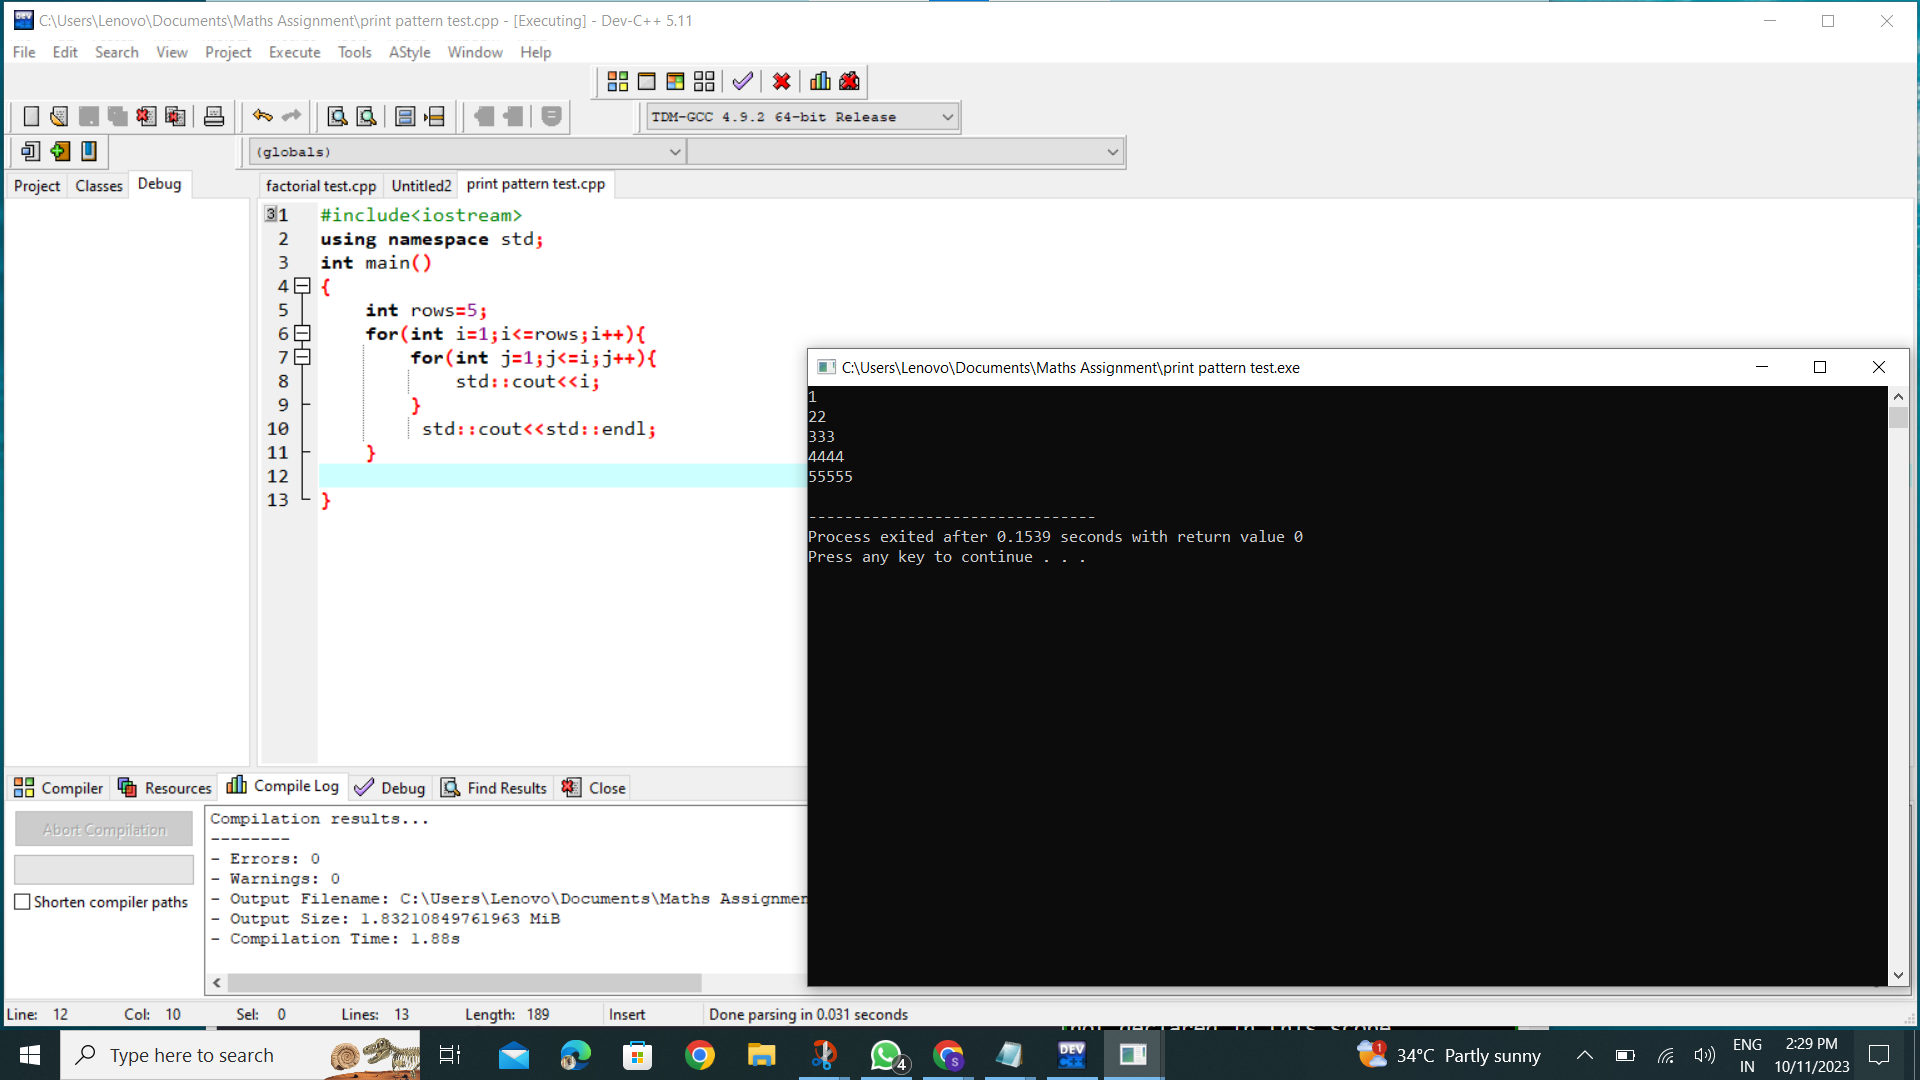 C:\Users\Lenovo\Documents\Maths Assignment\print pattern test.cpp - [Executing] - Dev-C++ 5.11
File Edit Search View Project Execute Tools AStyle Window Help
TDM-GCC 4.9.2 64-bit Release
(globals)
Project Classes Debug
factorial test.cpp Untitled2 print pattern test.cpp
3 1 #include<iostream>
2 using namespace std;
3 int main()
4 {
5 int rows=5;
6 for(int i=1;i<=rows;i++){
7 for(int j=1;j<=i;j++){
8 std::cout<<i;
9 }
10 std::cout<<std::endl;
11 }
12
13 }
C:\Users\Lenovo\Documents\Maths Assignment\print pattern test.exe
1
22
333
4444
55555
--------------------------------
Process exited after 0.1539 seconds with return value 0
Press any key to continue . . .
Compiler Resources Compile Log Debug Find Results Close
Abort Compilation
Shorten compiler paths
Compilation results...
--------
- Errors: 0
- Warnings: 0
- Output Filename: C:\Users\Lenovo\Documents\Maths Assignmen
- Output Size: 1.83210849761963 MiB
- Compilation Time: 1.88s
Line: 12 Col: 10 Sel: 0 Lines: 13 Length: 189 Insert Done parsing in 0.031 seconds
not declared in this scope
Type here to search
DEV C++
4
S
1
34°C Partly sunny
ENG
IN
2:29 PM
10/11/2023